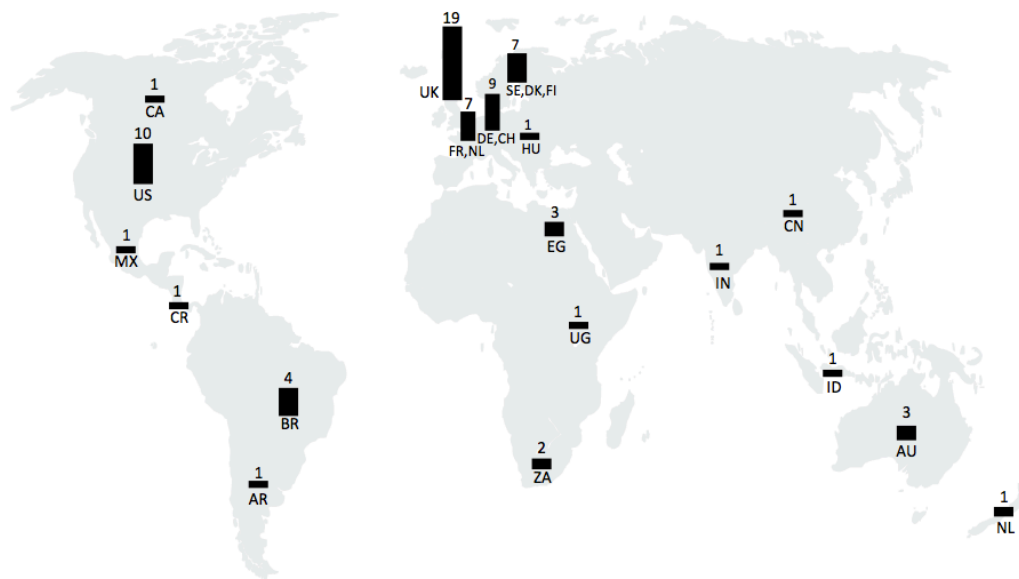 19
UK
7
SE,DK,FI
9
DE,CH
7
FR,NL
1
HU
1
CA
10
US
1
MX
1
CR
4
BR
1
AR
3
EG
1
UG
2
ZA
1
CN
1
IN
1
ID
3
AU
1
NL